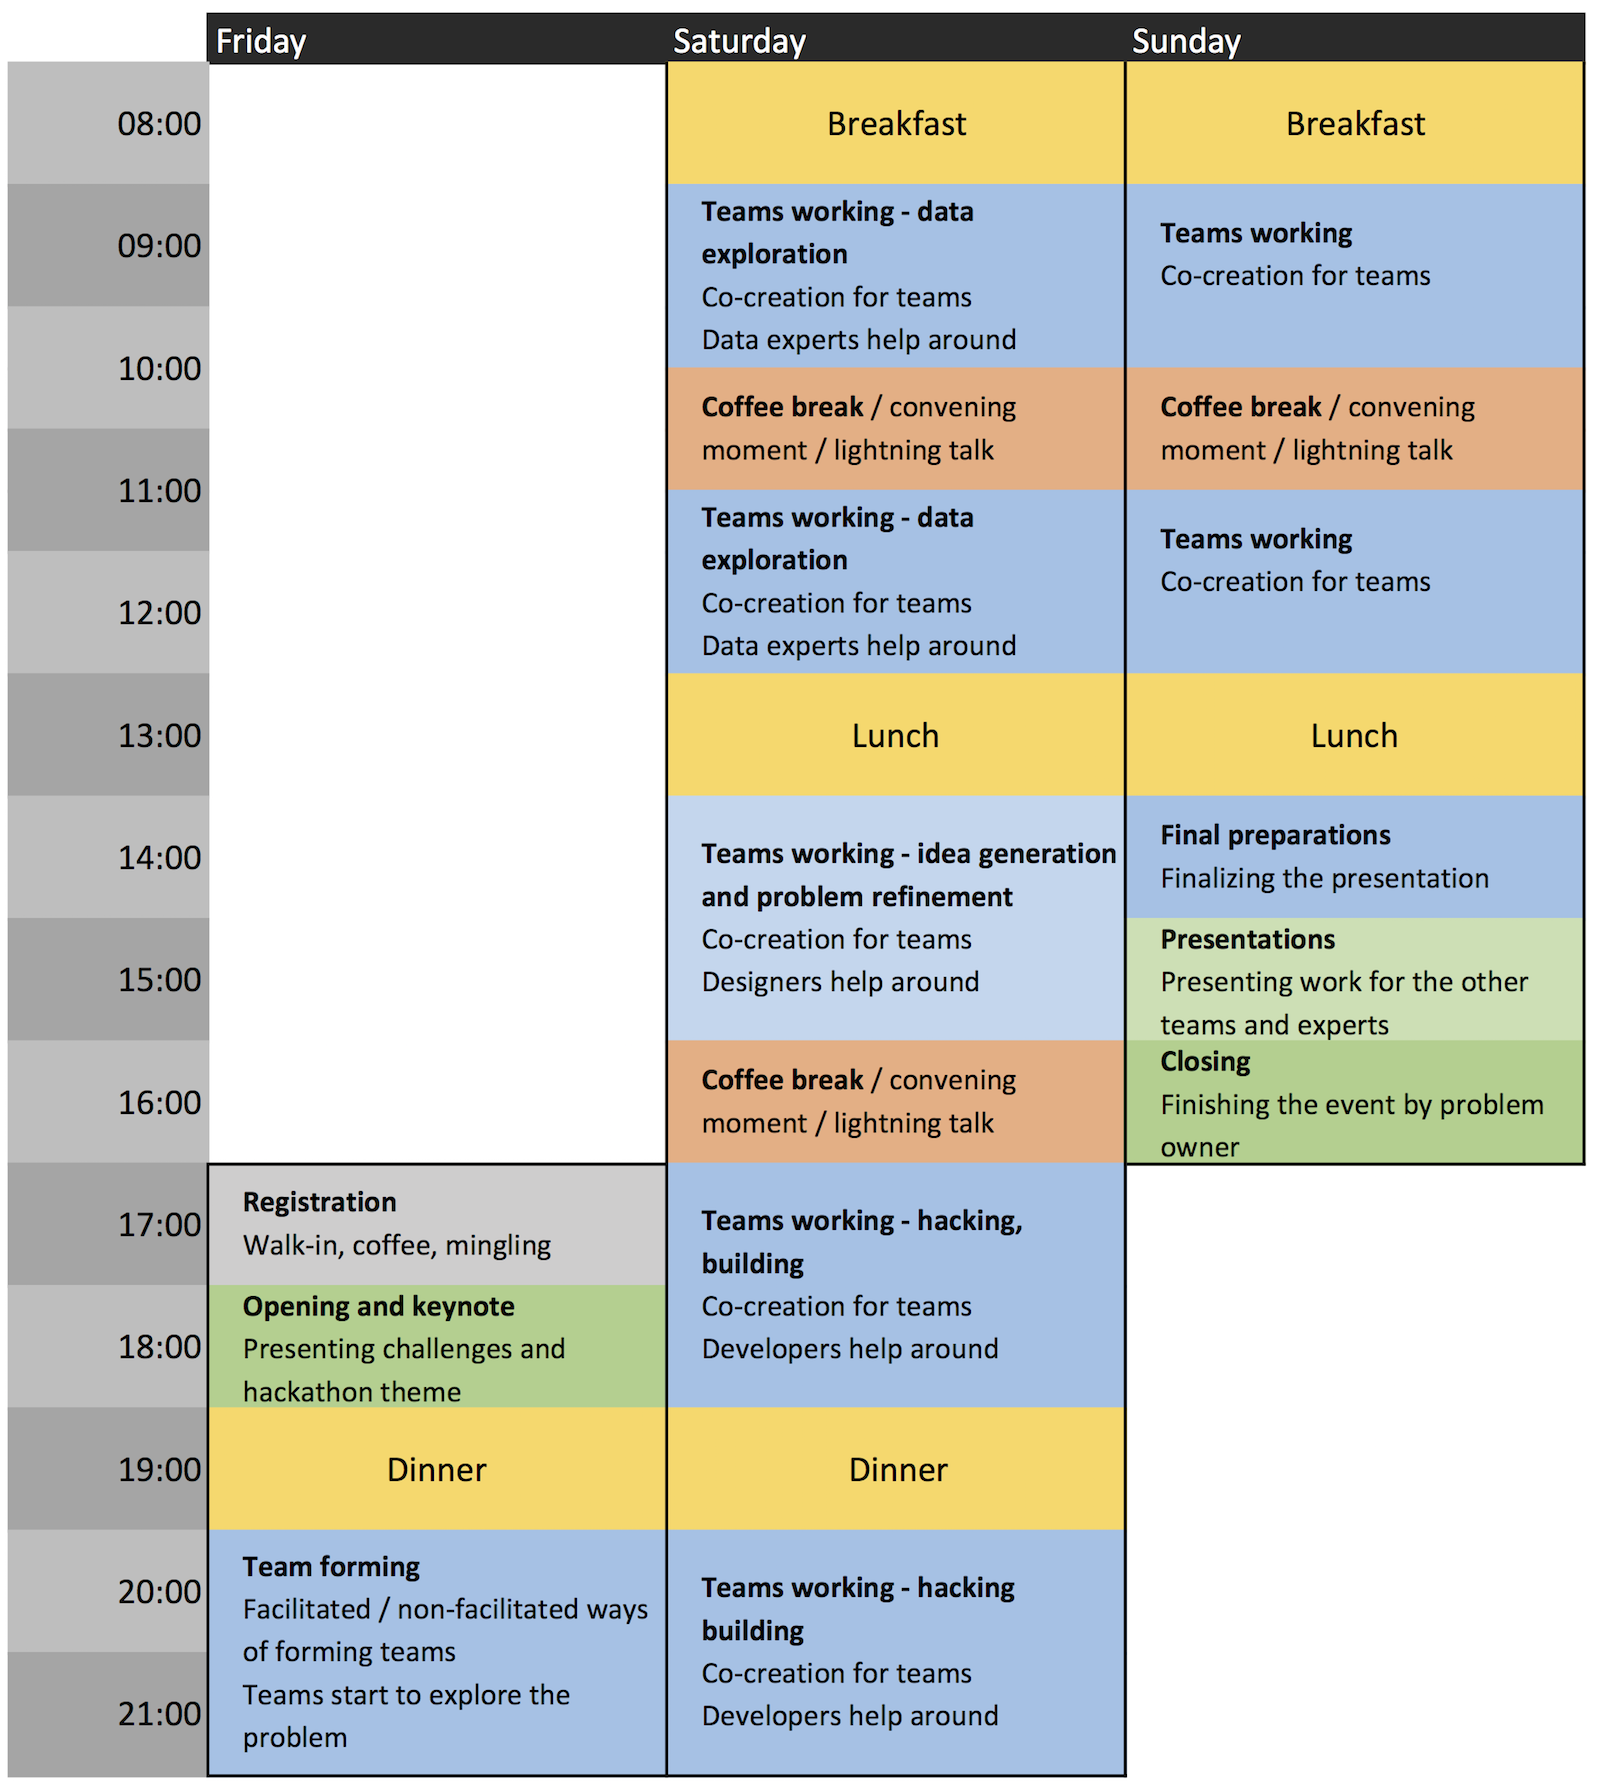 Friday
Saturday
Sunday
08:00
Breakfast
Breakfast
09:00
Teams working - data
exploration
Co-creation for teams
Data experts help around
Teams working
Co-creation for teams
10:00
Coffee break / convening
moment / lightning talk
Coffee break / convening
moment / lightning talk
11:00
Teams working - data
exploration
Co-creation for teams
Data experts help around
Teams working
Co-creation for teams
12:00
13:00
Lunch
Lunch
14:00
Teams working - idea generation
and problem refinement
Co-creation for teams
Designers help around
Final preparations
Finalizing the presentation
15:00
Presentations
Presenting work for the other
teams and experts
16:00
Coffee break / convening
moment / lightning talk
Closing
Finishing the event by problem
owner
17:00
Registration
Walk-in, coffee, mingling
Teams working - hacking,
building
Co-creation for teams
Developers help around
18:00
Opening and keynote
Presenting challenges and
hackathon theme
19:00
Dinner
Dinner
20:00
Team forming
Facilitated / non-facilitated ways
of forming teams
Teams start to explore the
problem
Teams working - hacking
building
Co-creation for teams
Developers help around
21:00